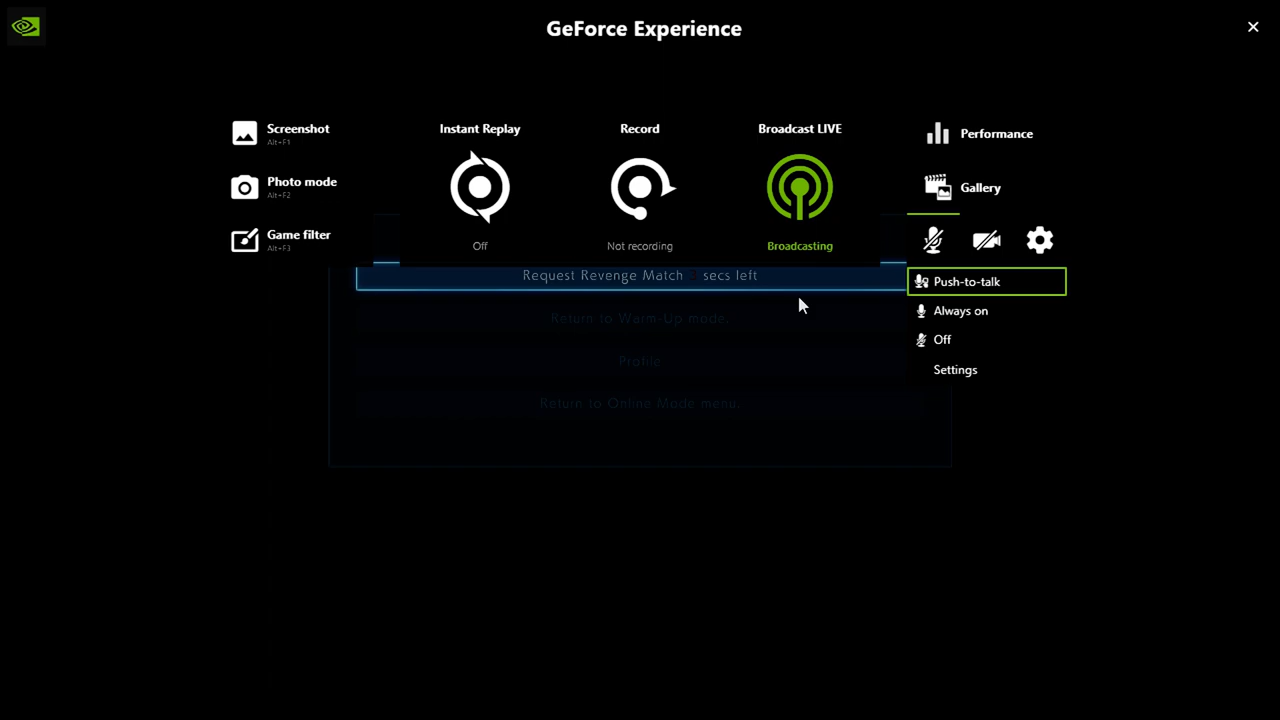 GeForce Experience
Screenshot
Alt+F1
Photo mode
Alt+F2
Game filter
Alt+F3
Instant Replay
Off
Record
Not recording
Broadcast LIVE
Broadcasting
Performance
Gallery
Push-to-talk
Always on
Off
Settings
Request Revenge Match secs left
Return to Warm-Up mode.
Profile
Return to Online Mode menu.